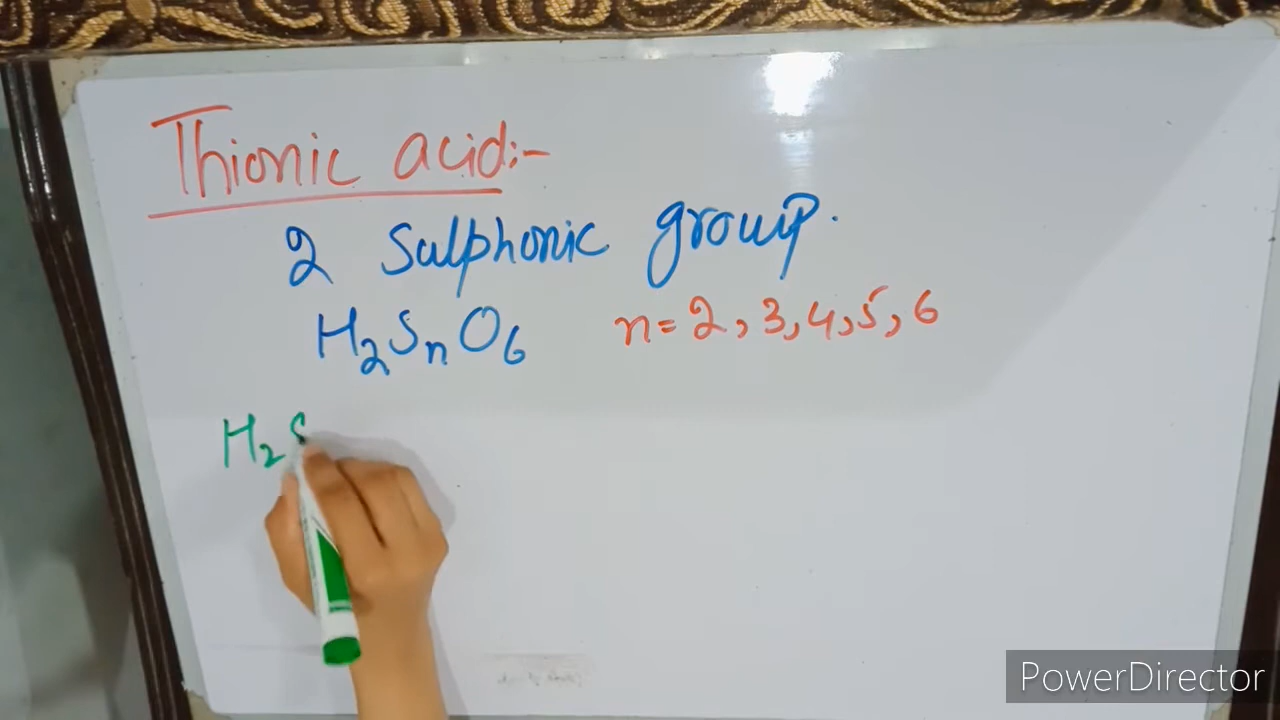 Thionic acid:-
2 Sulphonic group.
H₂SₙO₆ n=2,3,4,5,6
H₂S
PowerDirector